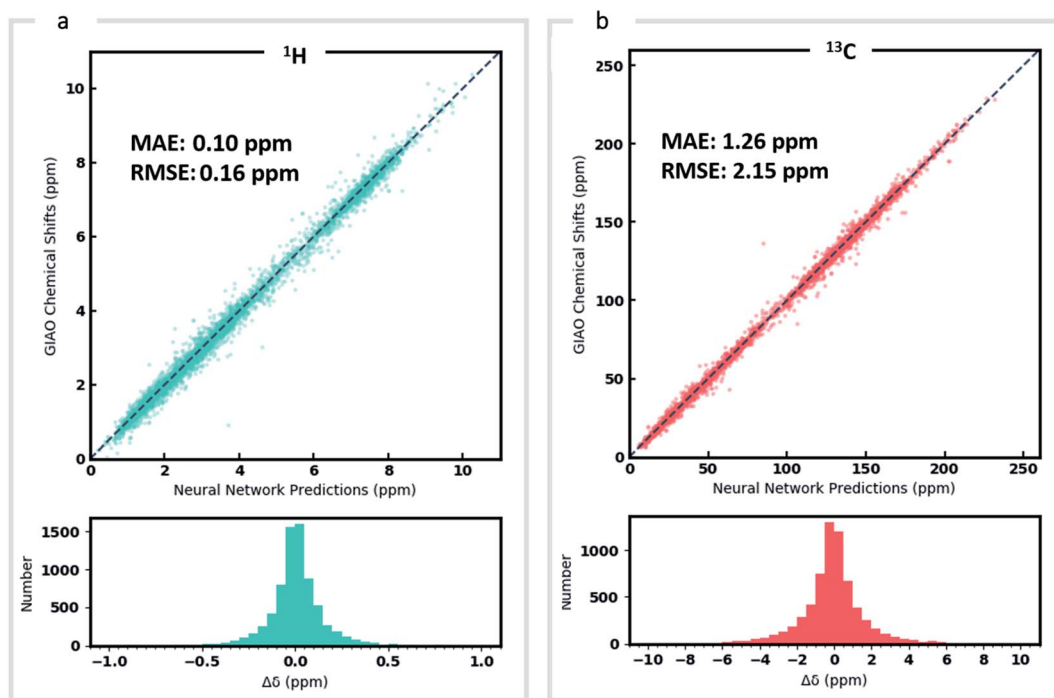 a
¹H
MAE: 0.10 ppm
RMSE: 0.16 ppm
GIAO Chemical Shifts (ppm)
10
8
6
4
2
0
0 2 4 6 8 10
Neural Network Predictions (ppm)
Number
1500
1000
500
0
−1.0 −0.5 0.0 0.5 1.0
Δδ (ppm)
b
¹³C
MAE: 1.26 ppm
RMSE: 2.15 ppm
GIAO Chemical Shifts (ppm)
250
200
150
100
50
0
0 50 100 150 200 250
Neural Network Predictions (ppm)
Number
1000
500
0
−10 −8 −6 −4 −2 0 2 4 6 8 10
Δδ (ppm)